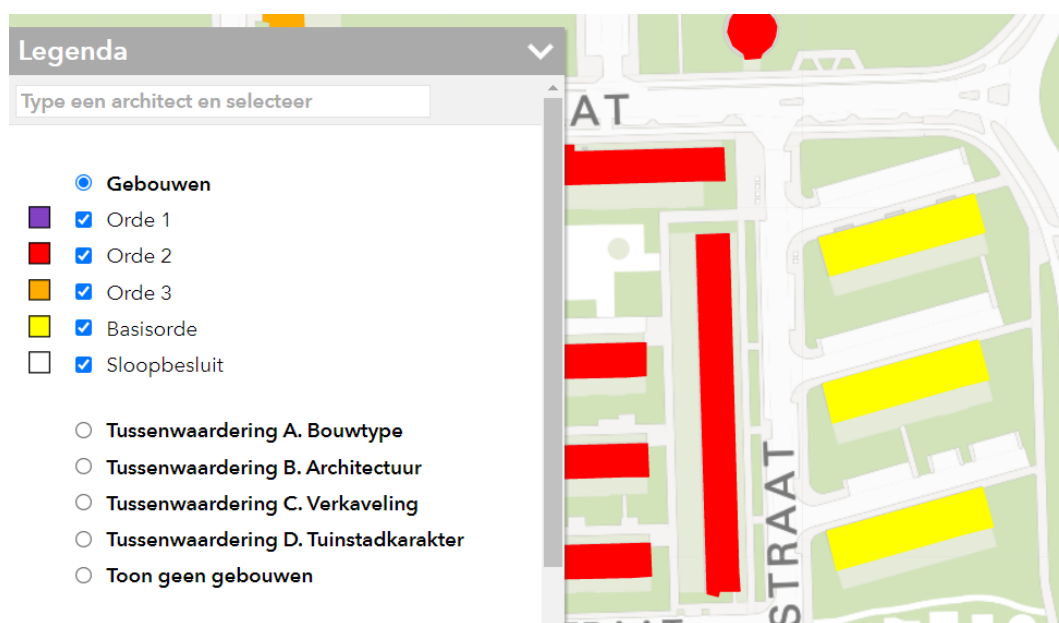 Legenda
Type een architect en selecteer
Gebouwen
Orde 1
Orde 2
Orde 3
Basisorde
Sloopbesluit
Tussenwaardering A. Bouwtype
Tussenwaardering B. Architectuur
Tussenwaardering C. Verkaveling
Tussenwaardering D. Tuinstadkarakter
Toon geen gebouwen
AT
STRAAT